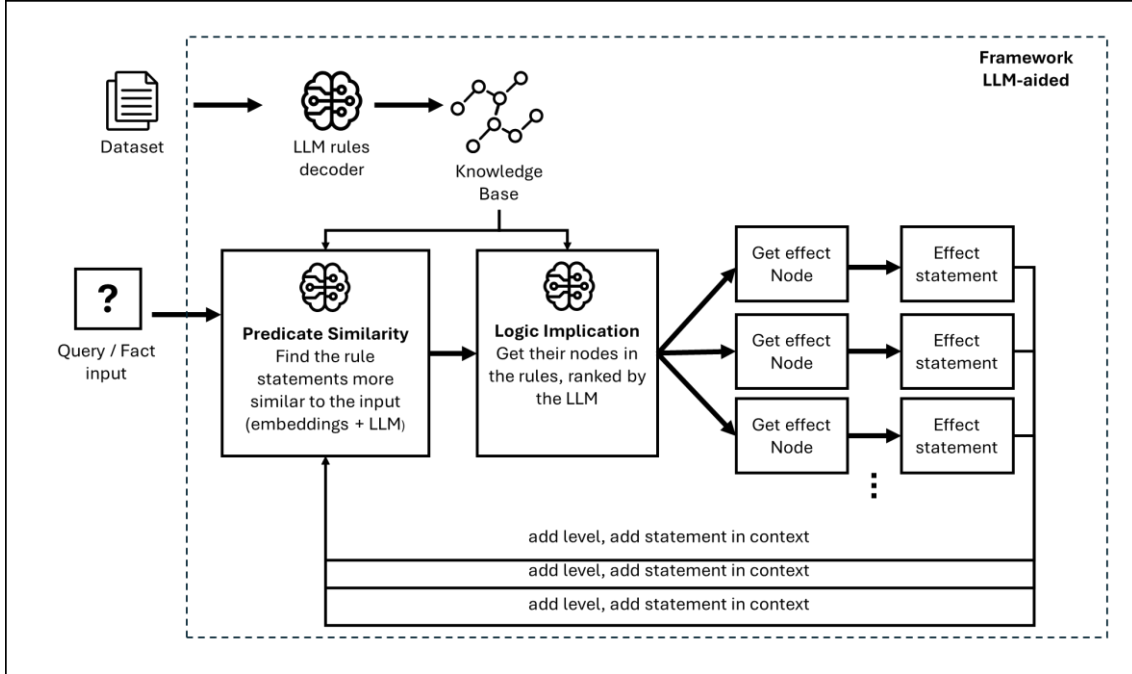 Framework
LLM-aided
Dataset
LLM rules
decoder
Knowledge
Base
?
Query / Fact
input
Predicate Similarity
Find the rule
statements more
similar to the input
(embeddings + LLM)
Logic Implication
Get their nodes in
the rules, ranked by
the LLM
Get effect
Node
Effect
statement
Get effect
Node
Effect
statement
Get effect
Node
Effect
statement
⋮
add level, add statement in context
add level, add statement in context
add level, add statement in context